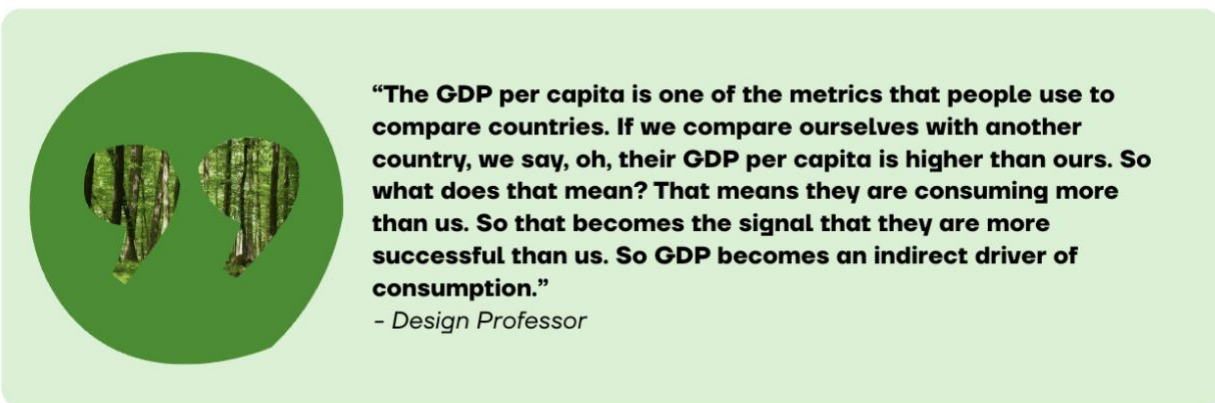 “The GDP per capita is one of the metrics that people use to
compare countries. If we compare ourselves with another
country, we say, oh, their GDP per capita is higher than ours. So
what does that mean? That means they are consuming more
than us. So that becomes the signal that they are more
successful than us. So GDP becomes an indirect driver of
consumption.”
– Design Professor